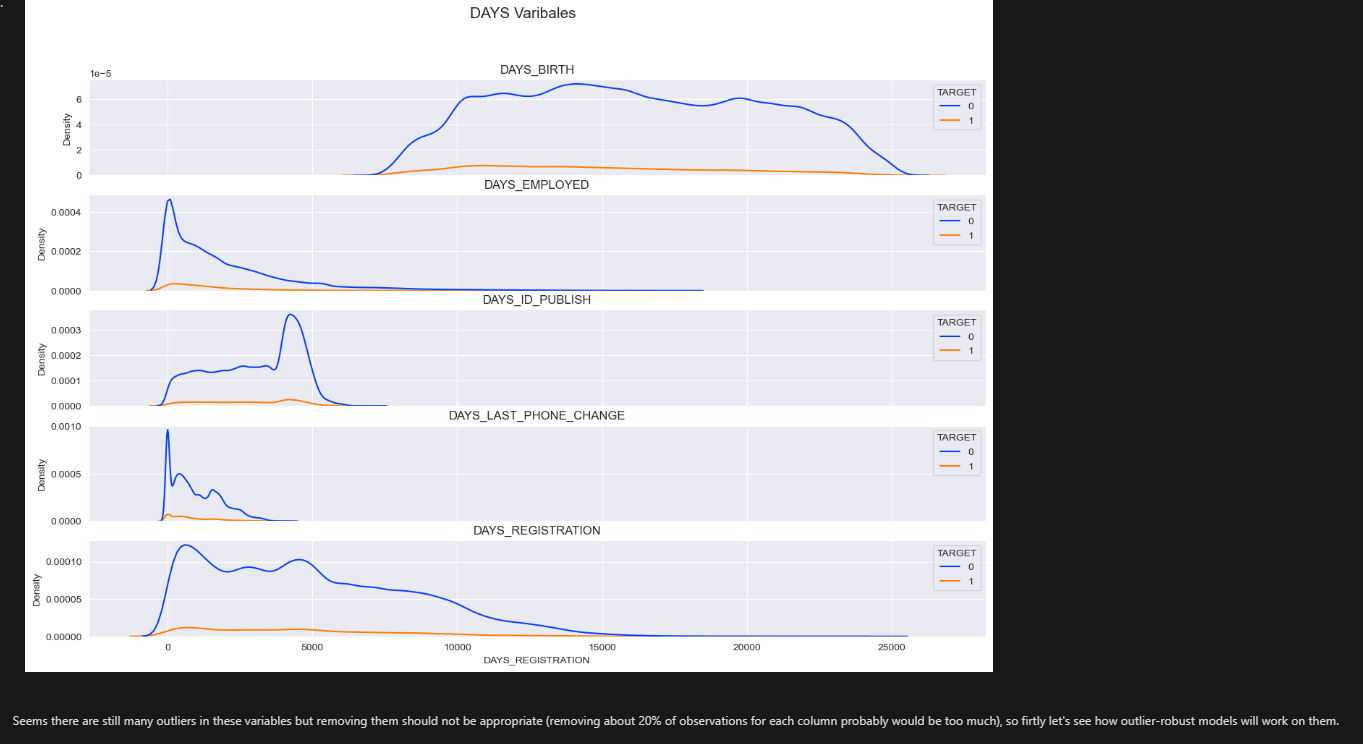 DAYS Varibales
DAYS_BIRTH
1e−5
Density
6
4
2
0
TARGET
0
1
DAYS_EMPLOYED
Density
0.0004
0.0002
0.0000
TARGET
0
1
DAYS_ID_PUBLISH
Density
0.0003
0.0002
0.0001
0.0000
TARGET
0
1
DAYS_LAST_PHONE_CHANGE
Density
0.0010
0.0005
0.0000
TARGET
0
1
DAYS_REGISTRATION
Density
0.00010
0.00005
0.00000
TARGET
0
1
0 5000 10000 15000 20000 25000
DAYS_REGISTRATION
Seems there are still many outliers in these variables but removing them should not be appropriate (removing about 20% of observations for each column probably would be too much), so firtly let's see how outlier-robust models will work on them.